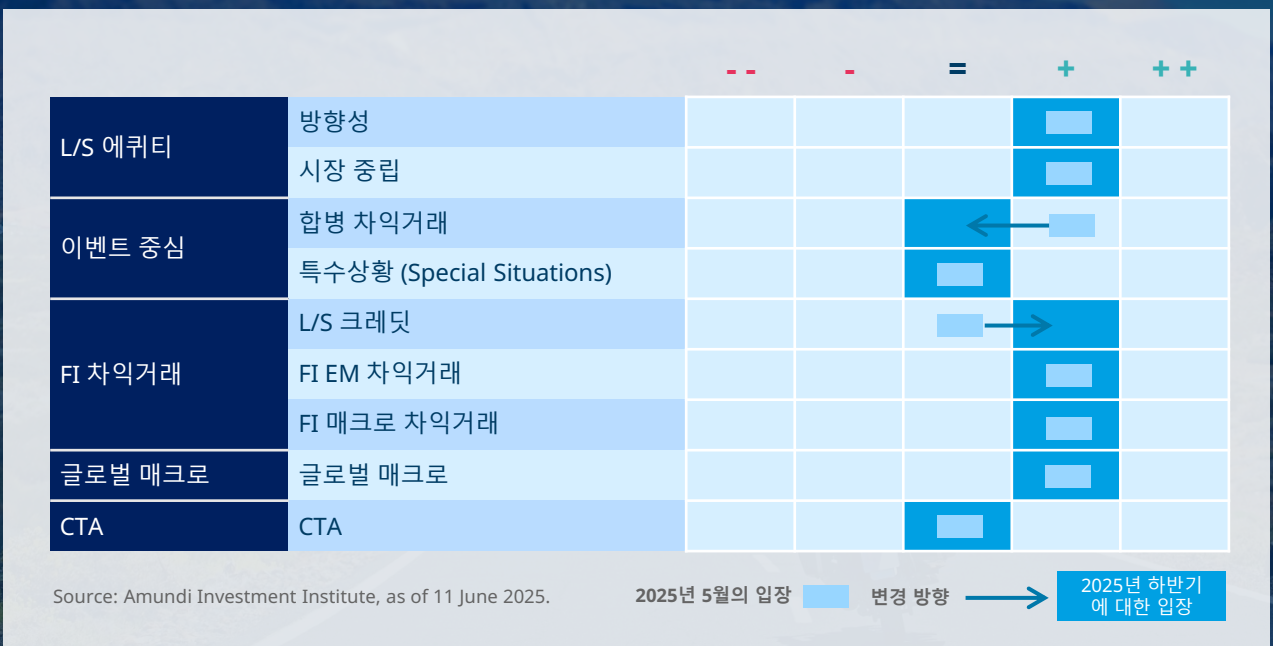 - - - = + + +
L/S 에퀴티
방향성
시장 중립
이벤트 중심
합병 차익거래
특수상황 (Special Situations)
FI 차익거래
L/S 크레딧
FI EM 차익거래
FI 매크로 차익거래
글로벌 매크로 글로벌 매크로
CTA CTA
Source: Amundi Investment Institute, as of 11 June 2025.
2025년 5월의 입장
변경 방향
2025년 하반기
에 대한 입장